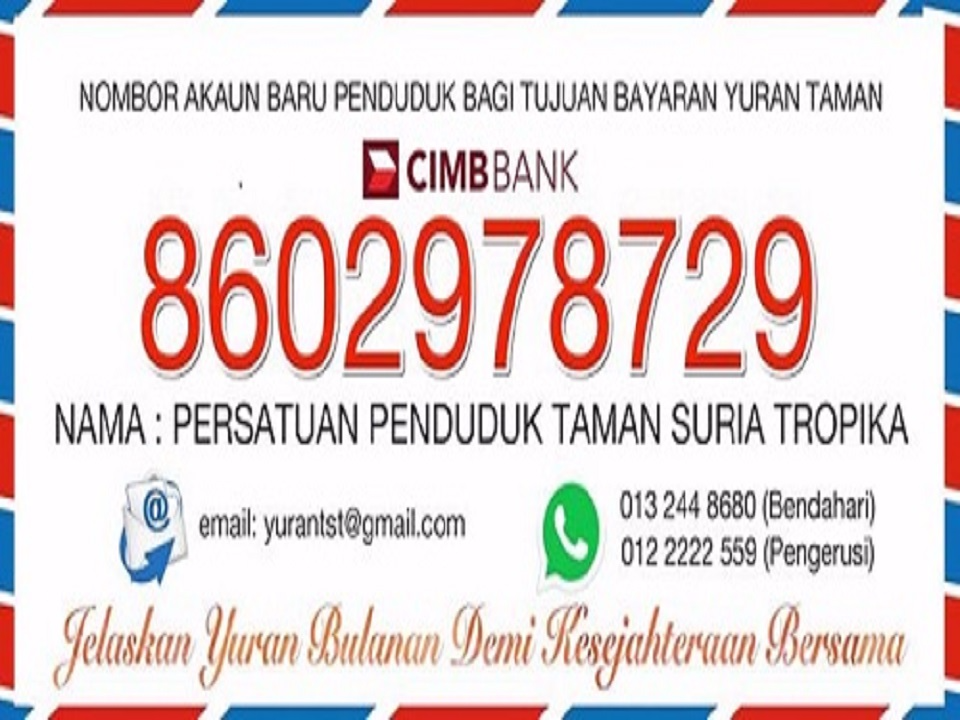 NOMBOR AKAUN BARU PENDUDUK BAGI TUJUAN BAYARAN YURAN TAMAN
CIMB BANK
8602978729
NAMA : PERSATUAN PENDUDUK TAMAN SURIA TROPIKA
email: yurantst@gmail.com
013 244 8680 (Bendahari)
012 2222 559 (Pengerusi)
Jelaskan Yuran Bulanan Demi Kesejahteraan Bersama